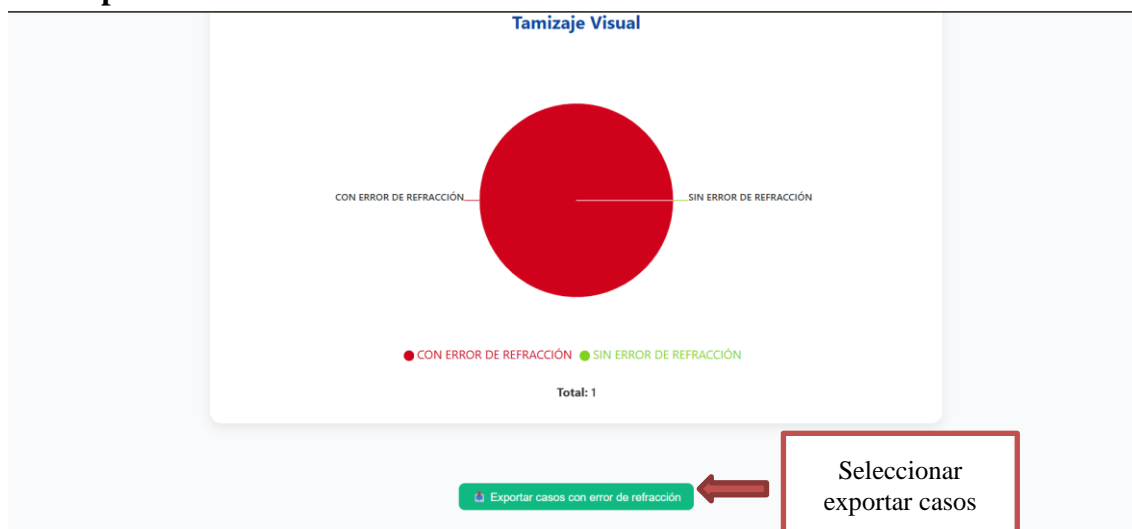 Tamizaje Visual
CON ERROR DE REFRACCIÓN
SIN ERROR DE REFRACCIÓN
CON ERROR DE REFRACCIÓN SIN ERROR DE REFRACCIÓN
Total: 1
Exportar casos con error de refracción
Seleccionar
exportar casos